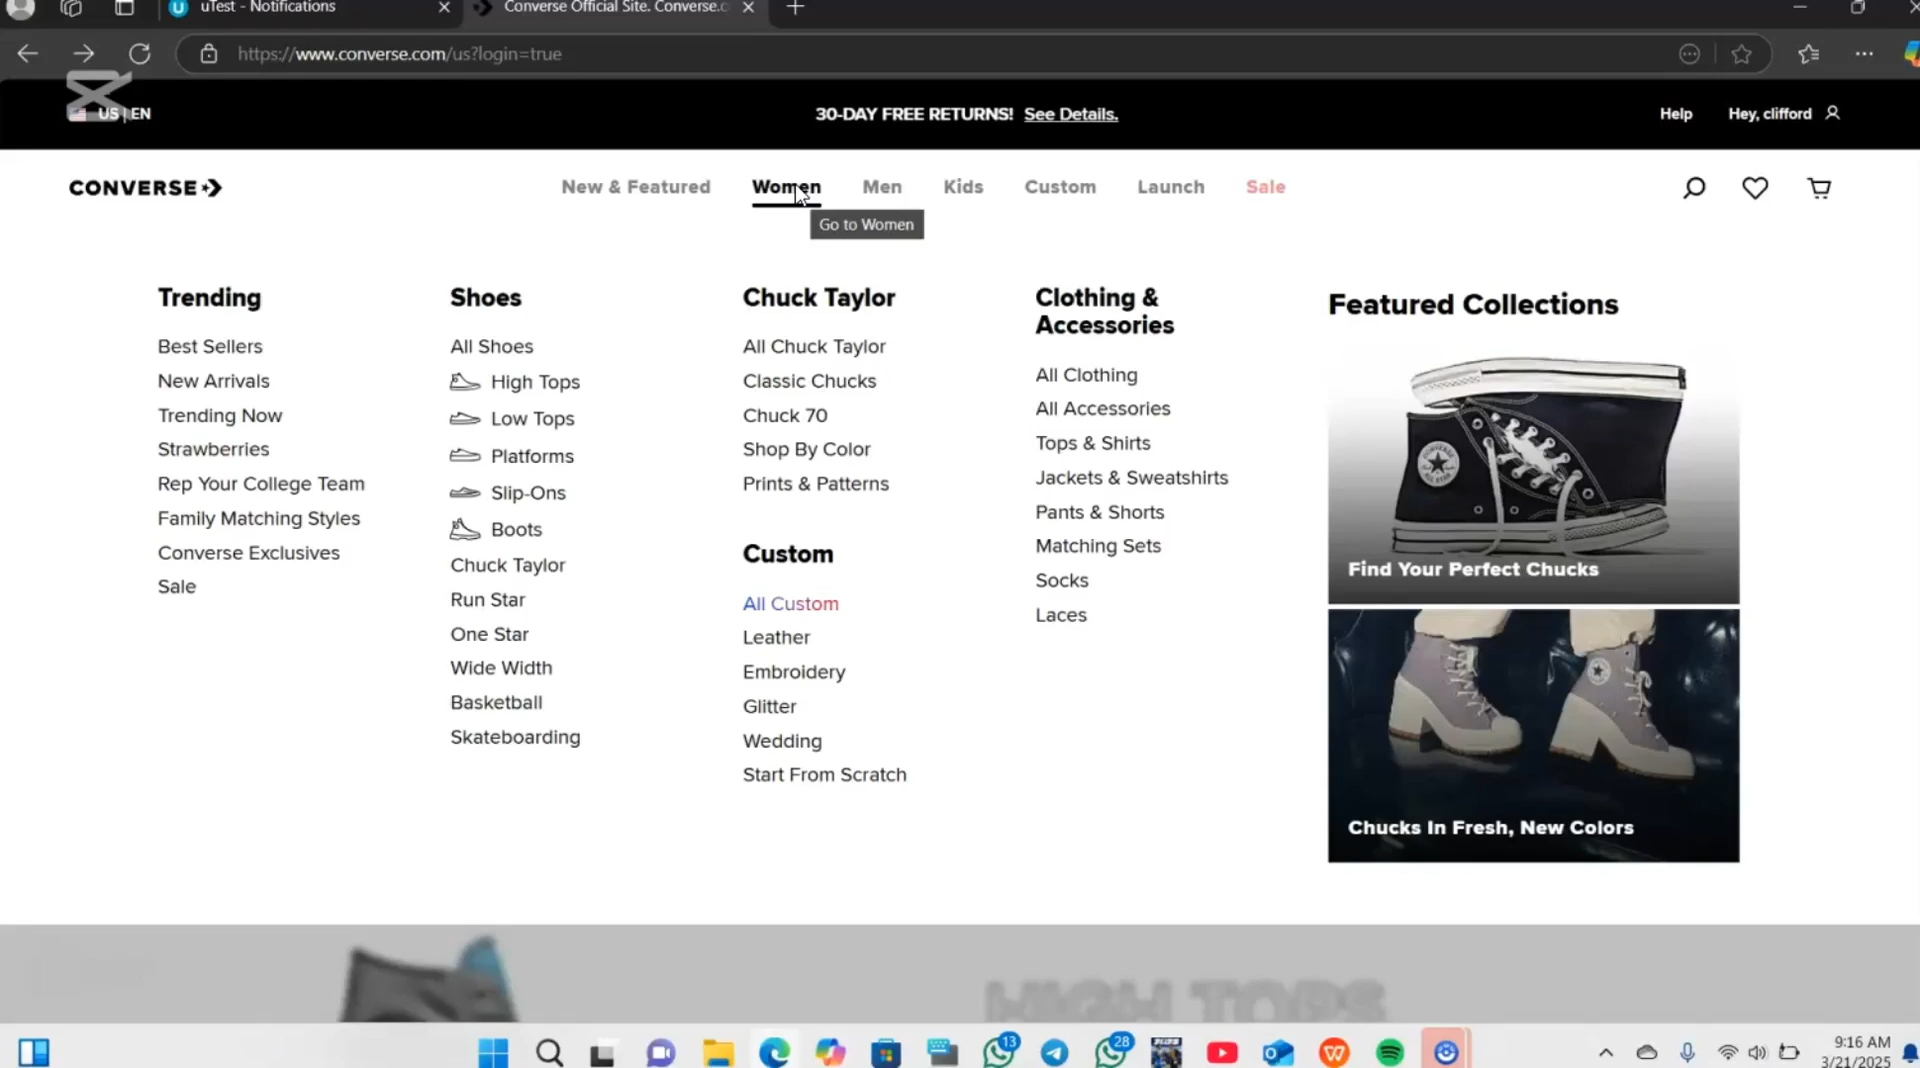 uTest - Notifications
Converse Official Site. Converse.c
https://www.converse.com/us?login=true
US | EN
30-DAY FREE RETURNS! See Details.
Help
Hey, clifford
CONVERSE
New & Featured
Women
Men
Kids
Custom
Launch
Sale
Go to Women
Trending
Best Sellers
New Arrivals
Trending Now
Strawberries
Rep Your College Team
Family Matching Styles
Converse Exclusives
Sale
Shoes
All Shoes
High Tops
Low Tops
Platforms
Slip-Ons
Boots
Chuck Taylor
Run Star
One Star
Wide Width
Basketball
Skateboarding
Chuck Taylor
All Chuck Taylor
Classic Chucks
Chuck 70
Shop By Color
Prints & Patterns
Custom
All Custom
Leather
Embroidery
Glitter
Wedding
Start From Scratch
Clothing &
Accessories
All Clothing
All Accessories
Tops & Shirts
Jackets & Sweatshirts
Pants & Shorts
Matching Sets
Socks
Laces
Featured Collections
Find Your Perfect Chucks
Chucks In Fresh, New Colors
HIGH TOPS
13
28
9:16 AM
3/21/2025